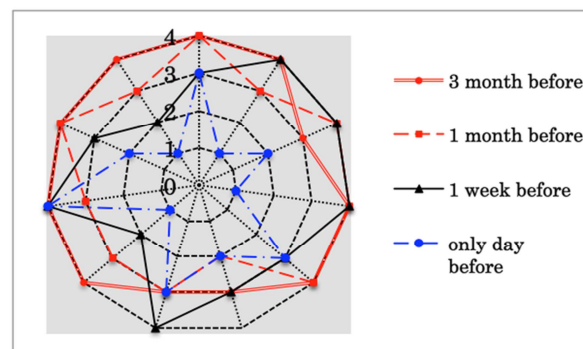 4
3
2
1
0
3 month before
1 month before
1 week before
only day
before